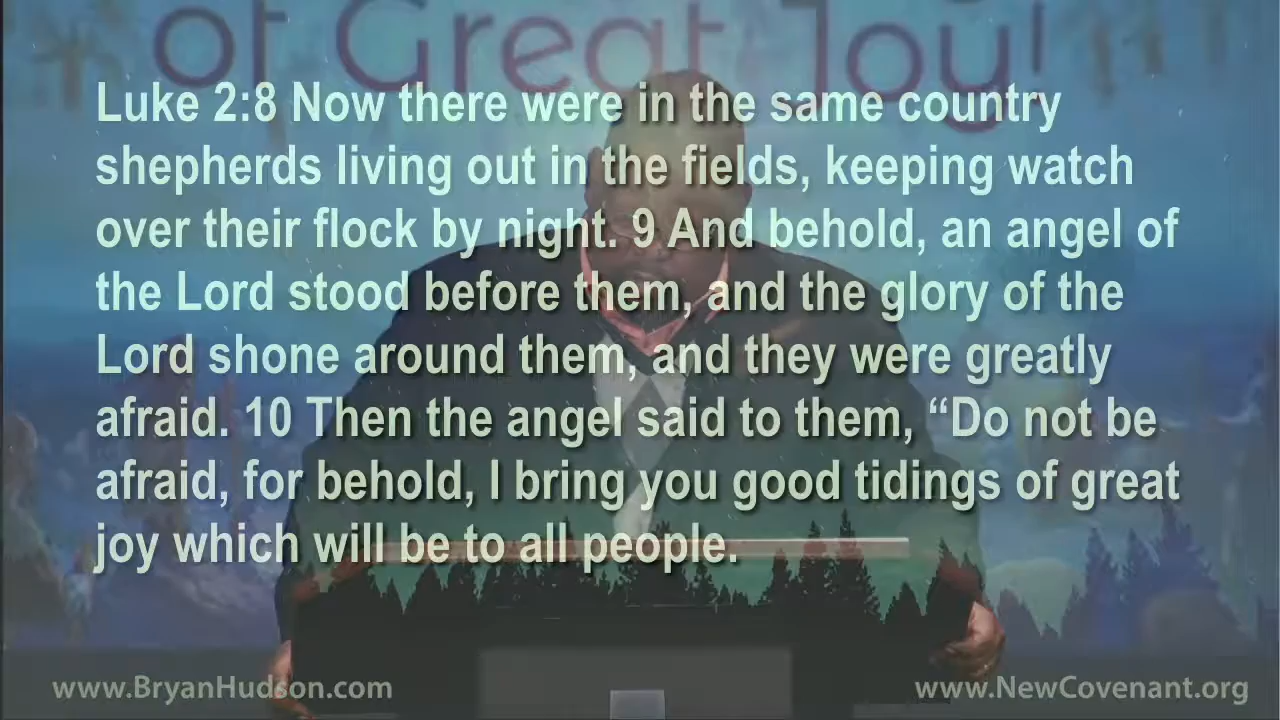 of Great Joy!
Luke 2:8 Now there were in the same country
shepherds living out in the fields, keeping watch
over their flock by night. 9 And behold, an angel of
the Lord stood before them, and the glory of the
Lord shone around them, and they were greatly
afraid. 10 Then the angel said to them, “Do not be
afraid, for behold, I bring you good tidings of great
joy which will be to all people.
www.BryanHudson.com
www.NewCovenant.org